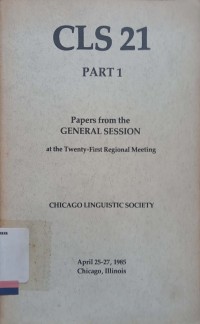 CLS 21
PART 1
Papers from the
GENERAL SESSION
at the Twenty-First Regional Meeting
CHICAGO LINGUISTIC SOCIETY
April 25-27, 1985
Chicago, Illinois